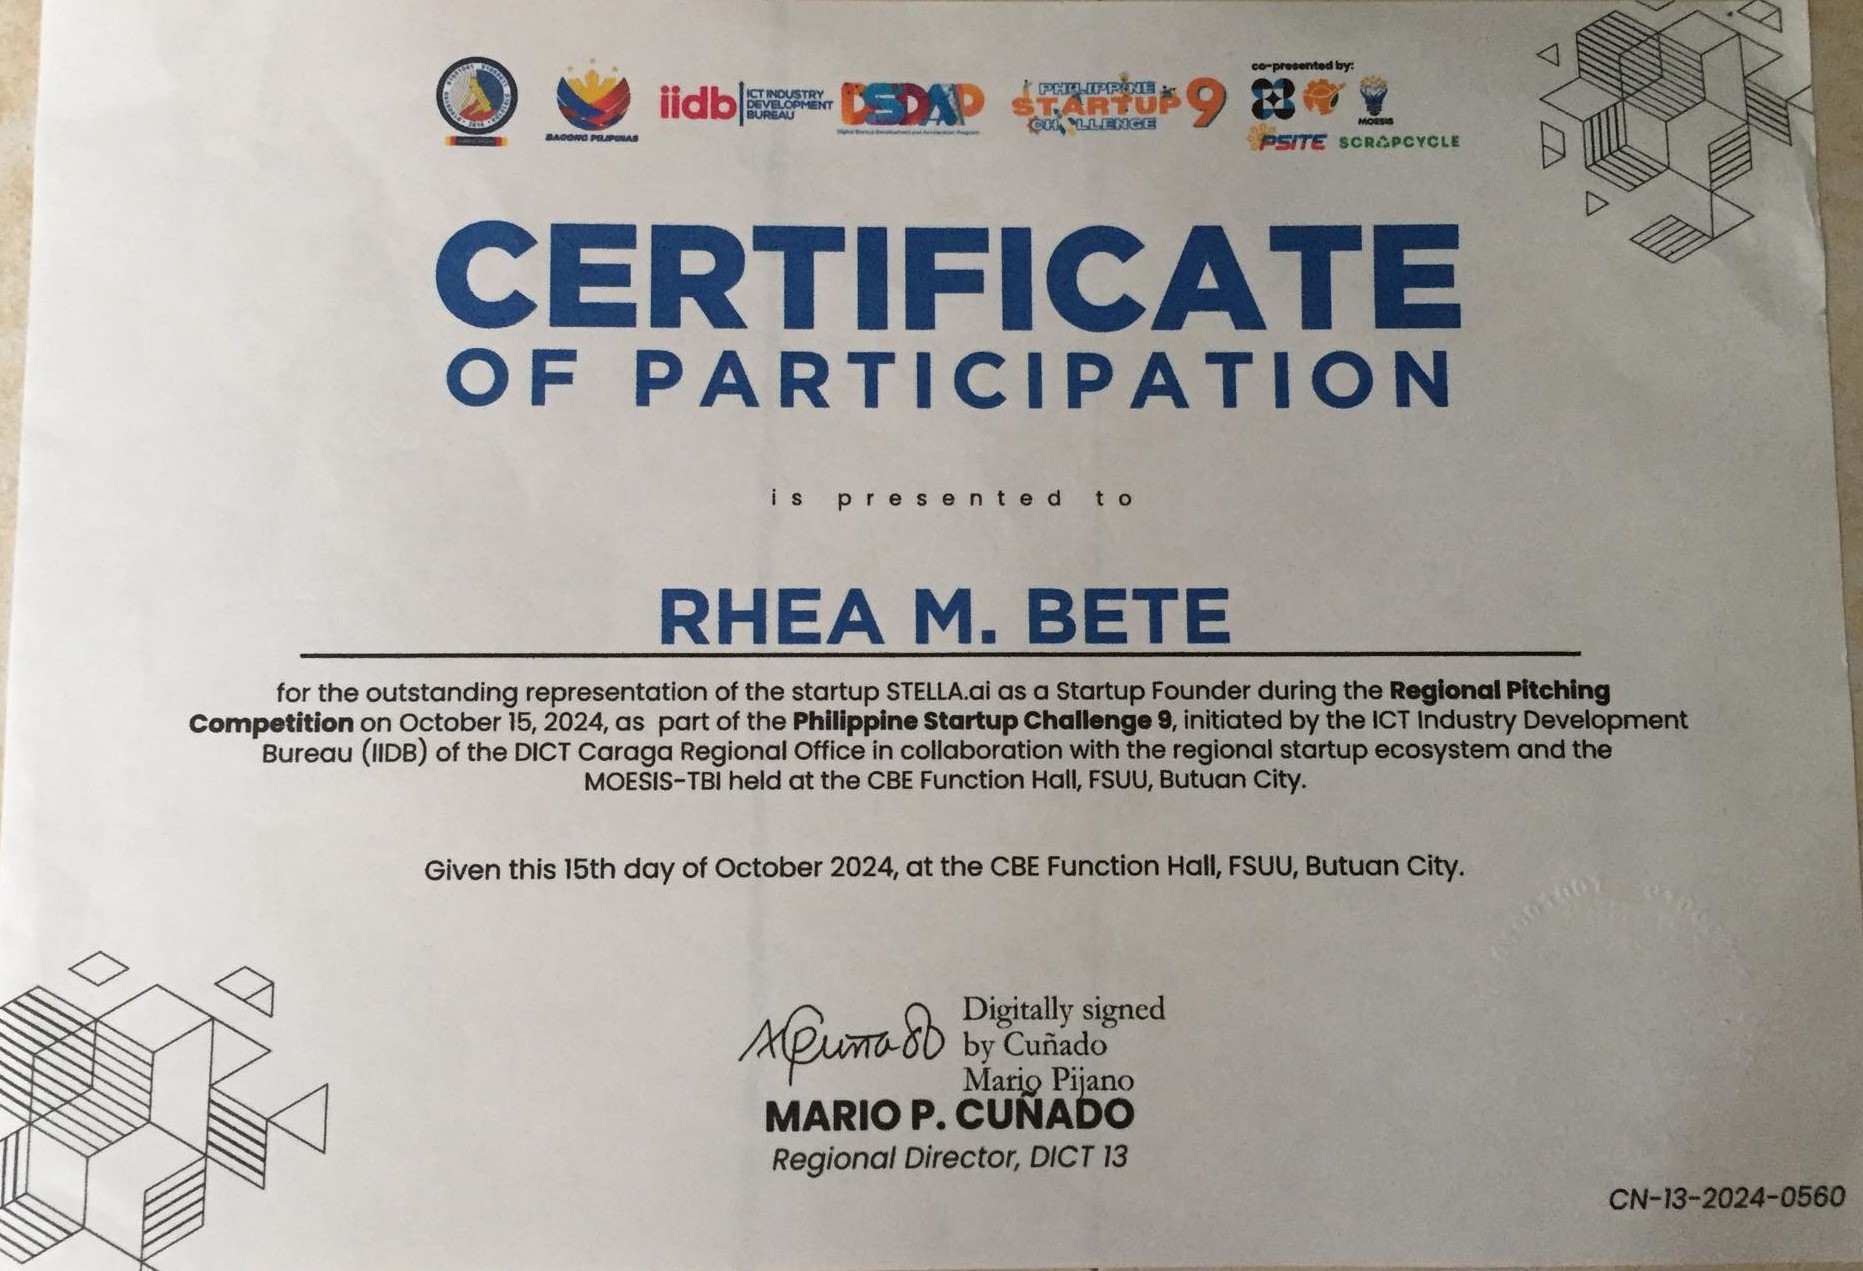 co-presented by:
BAGONG PILIPINAS
iidb ICT INDUSTRY
DEVELOPMENT
BUREAU
DSDAP
Digital Startup Development and Acceleration Program
PHILIPPINE
STARTUP 9
CHALLENGE
MOESIS
PSITE SCRAPCYCLE
CERTIFICATE
OF PARTICIPATION
is presented to
RHEA M. BETE
for the outstanding representation of the startup STELLA.ai as a Startup Founder during the Regional Pitching
Competition on October 15, 2024, as part of the Philippine Startup Challenge 9, initiated by the ICT Industry Development
Bureau (IIDB) of the DICT Caraga Regional Office in collaboration with the regional startup ecosystem and the
MOESIS-TBI held at the CBE Function Hall, FSUU, Butuan City.
Given this 15th day of October 2024, at the CBE Function Hall, FSUU, Butuan City.
Digitally signed
by Cuñado
Mario Pijano
MARIO P. CUÑADO
Regional Director, DICT 13
CN-13-2024-0560